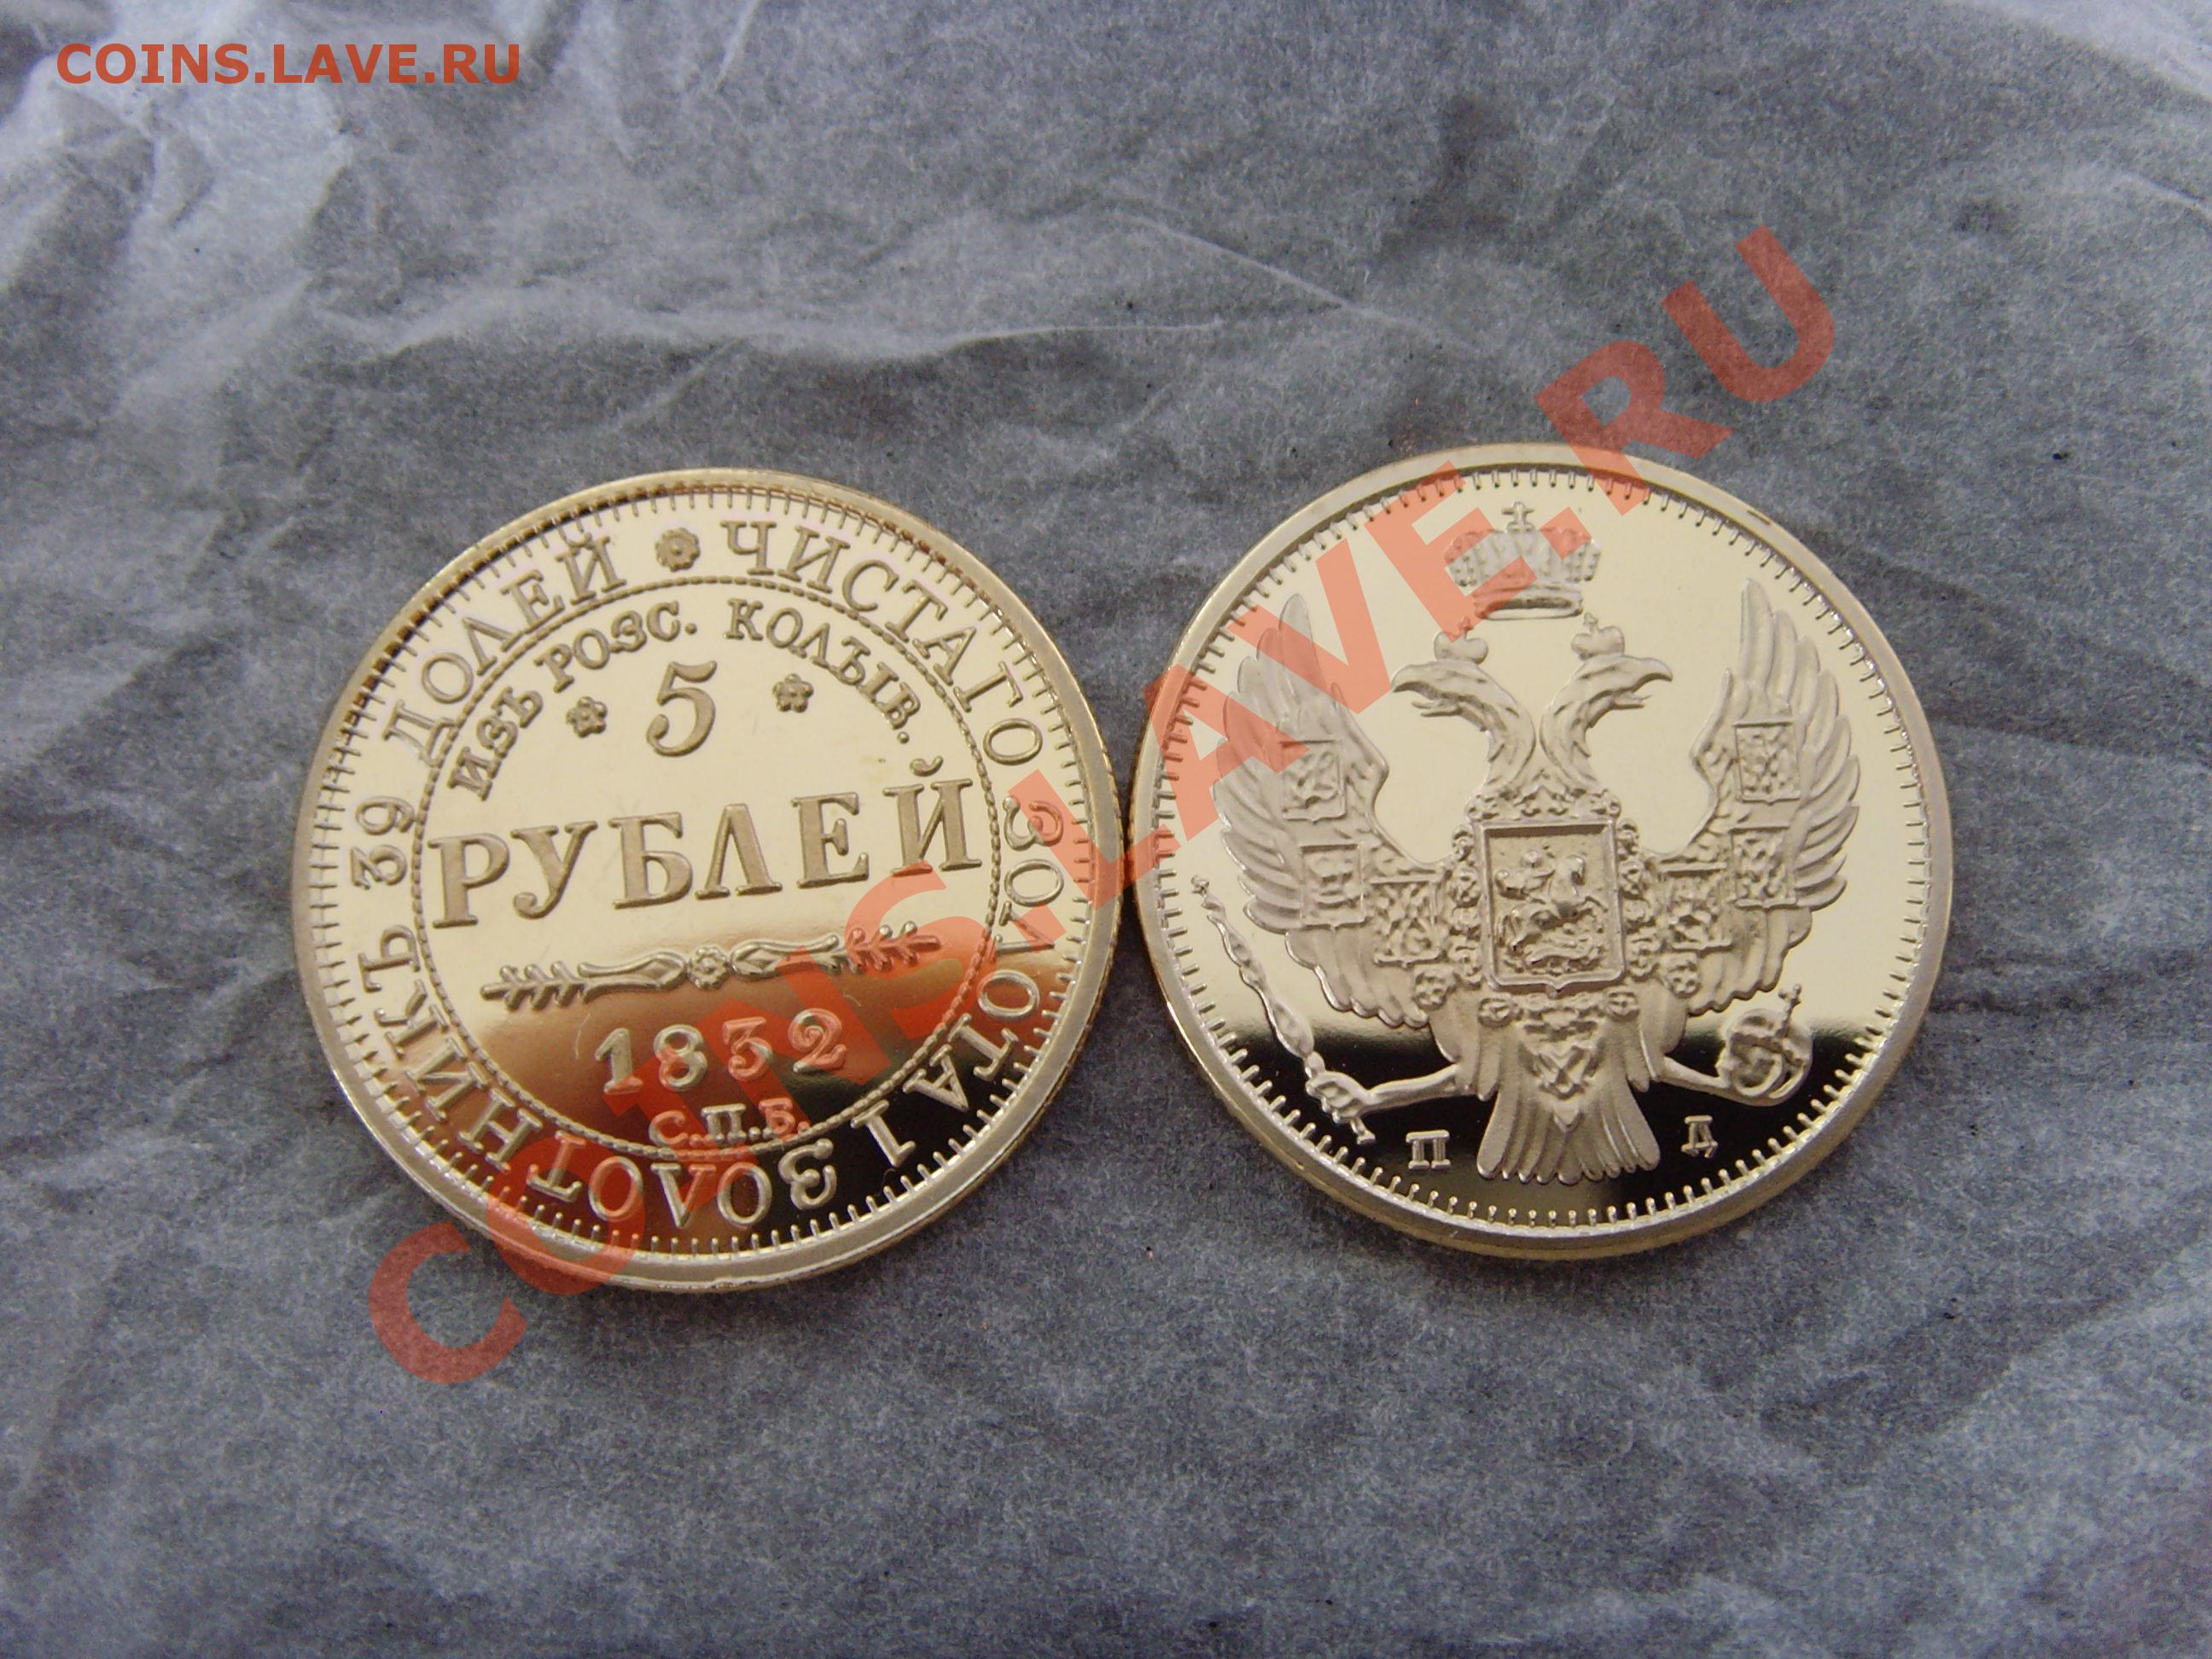 COINS.LAVE.RU
ЧИСТАГО ЗОЛОТА 1 ЗОЛОТНИКЪ 39 ДОЛЕЙ
ИЗЪ РОЗС. КОЛЫВ.
5
РУБЛЕЙ
1832
С.П.Б.
П Д
COINS.LAVE.RU